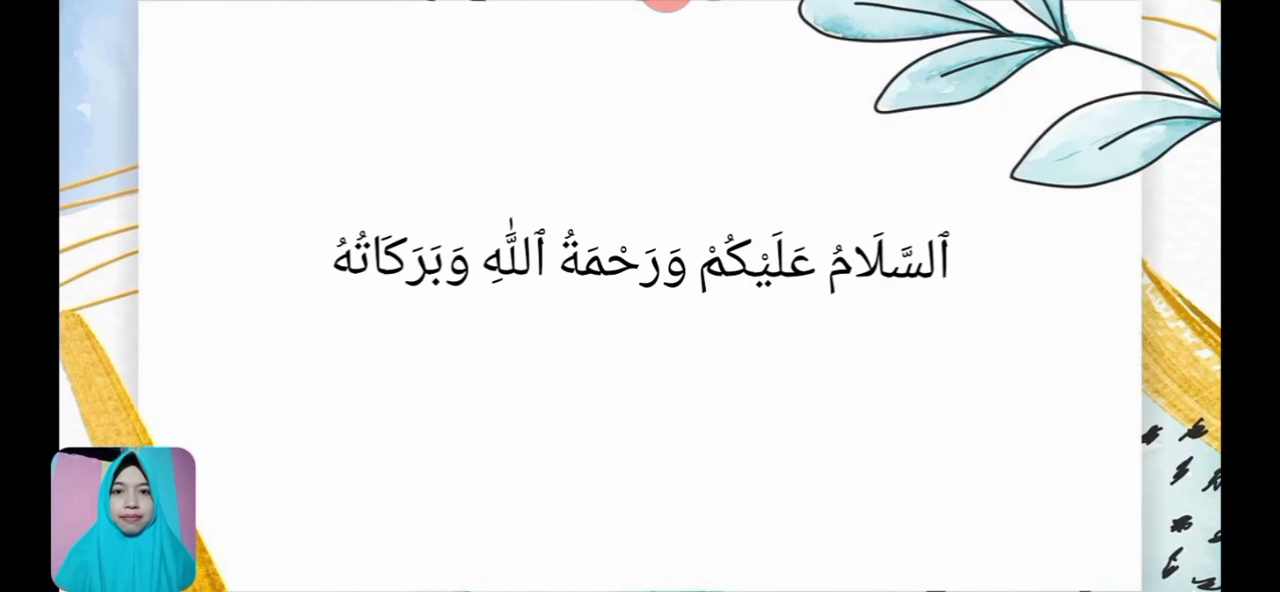 ٱلسَّلَامُ عَلَيْكُمْ وَرَحْمَةُ ٱللَّٰهِ وَبَرَكَاتُهُ